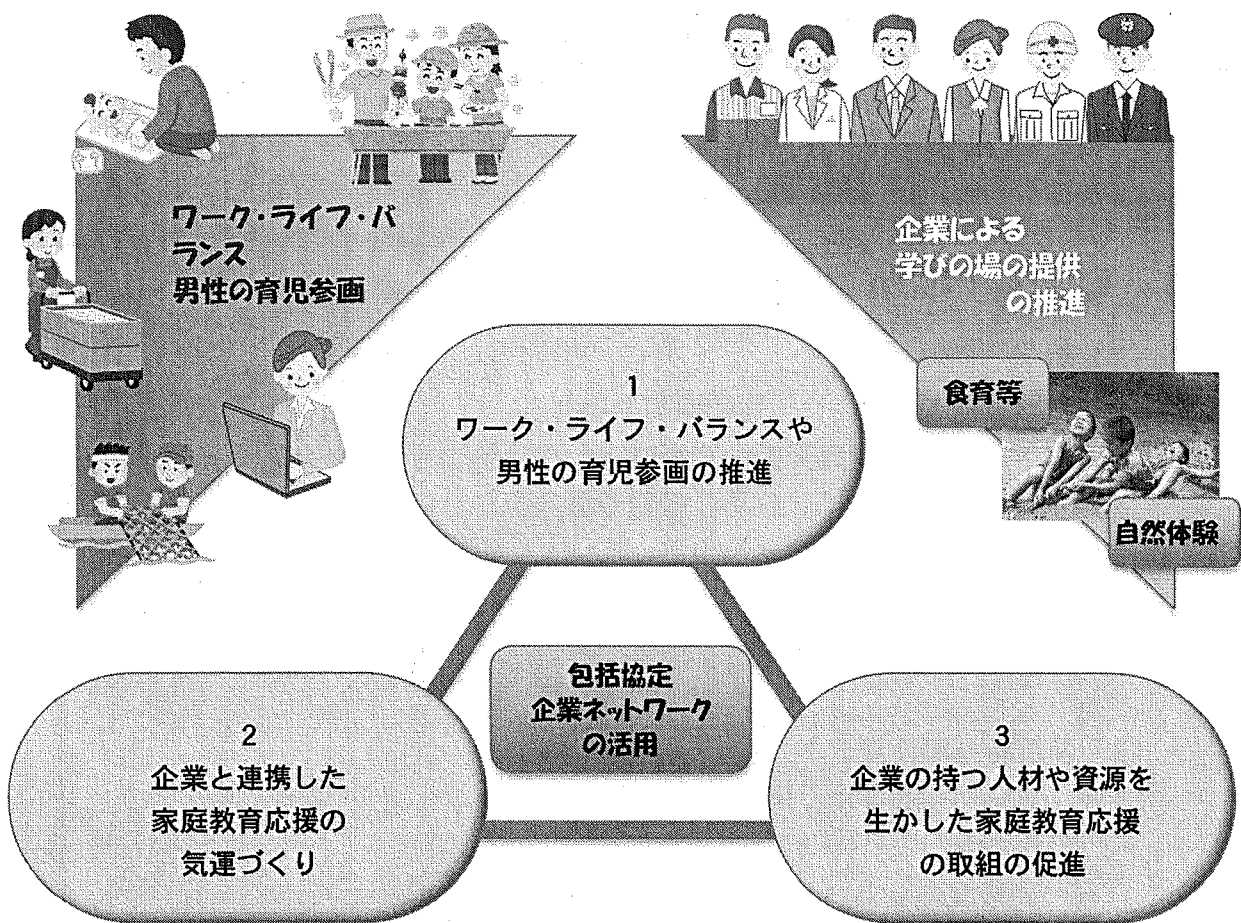 ワーク・ライフ・バ
ランス
男性の育児参画
企業による
学びの場の提供
の推進
食育等
自然体験
1
ワーク・ライフ・バランスや
男性の育児参画の推進
包括協定
企業ネットワーク
の活用
2
企業と連携した
家庭教育応援の
気運づくり
3
企業の持つ人材や資源を
生かした家庭教育応援
の取組の促進